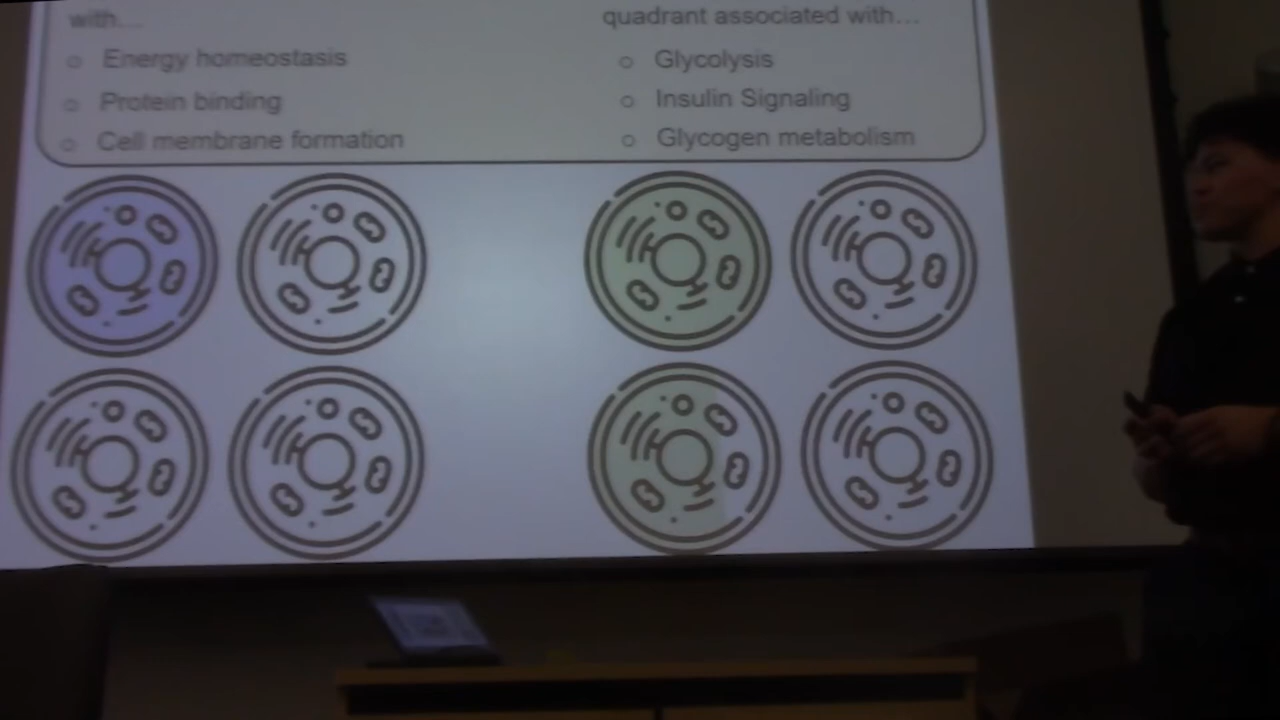 with...
o Energy homeostasis
o Protein binding
o Cell membrane formation
quadrant associated with...
o Glycolysis
o Insulin Signaling
o Glycogen metabolism